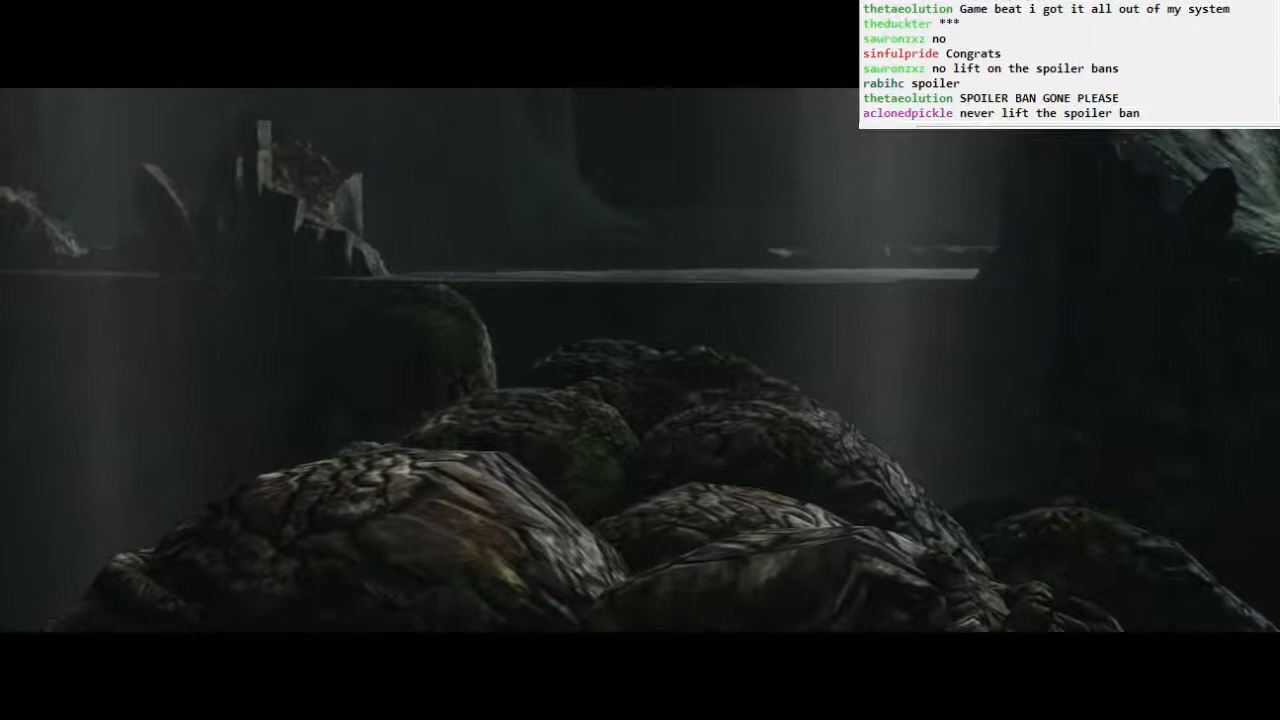 thetaeolution Game beat i got it all out of my system
theduckter ***
sawronzxz no
sinfulpride Congrats
sawronzxz no lift on the spoiler bans
rabihc spoiler
thetaeolution SPOILER BAN GONE PLEASE
aclonedpickle never lift the spoiler ban